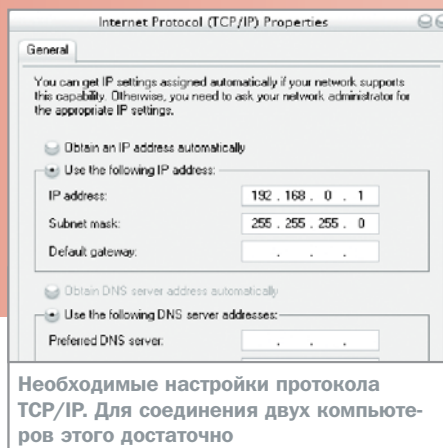 Internet Protocol (TCP/IP) Properties
General
You can get IP settings assigned automatically if your network supports
this capability. Otherwise, you need to ask your network administrator for
the appropriate IP settings.
Obtain an IP address automatically
Use the following IP address:
IP address: 192 . 168 . 0 . 1
Subnet mask: 255 . 255 . 255 . 0
Default gateway: . . .
Obtain DNS server address automatically
Use the following DNS server addresses:
Preferred DNS server: . . .
Необходимые настройки протокола
TCP/IP. Для соединения двух компьюте-
ров этого достаточно